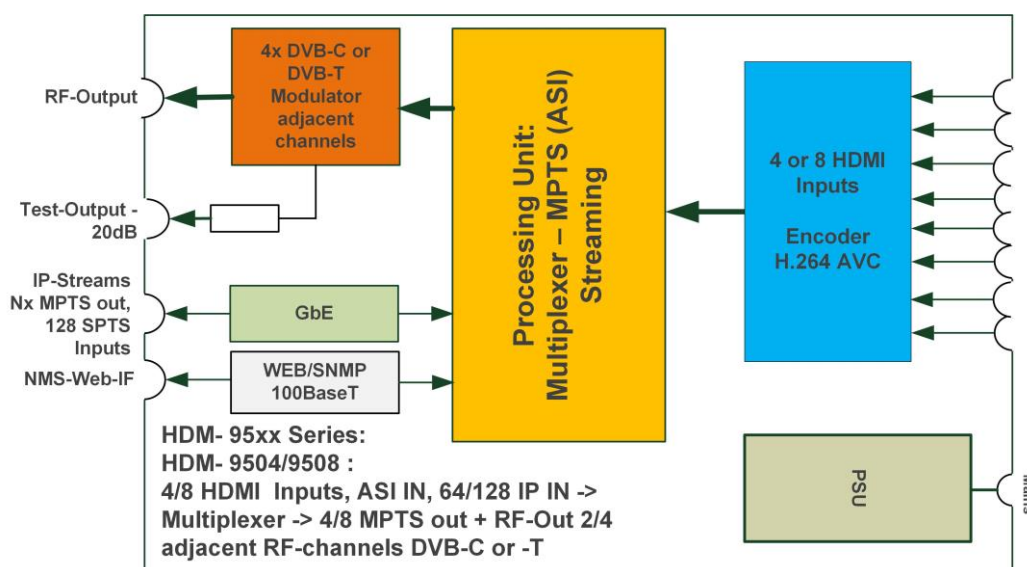 4x DVB-C or
DVB-T
Modulator
adjacent
channels
RF-Output
Test-Output -
20dB
IP-Streams
Nx MPTS out,
128 SPTS
Inputs
GbE
NMS-Web-IF
WEB/SNMP
100BaseT
Processing Unit:
Multiplexer – MPTS (ASI)
Streaming
4 or 8 HDMI
Inputs
Encoder
H.264 AVC
HDM- 95xx Series:
HDM- 9504/9508 :
4/8 HDMI  Inputs, ASI IN, 64/128 IP IN ->
Multiplexer -> 4/8 MPTS out + RF-Out 2/4
adjacent RF-channels DVB-C or -T
PSU
Mains